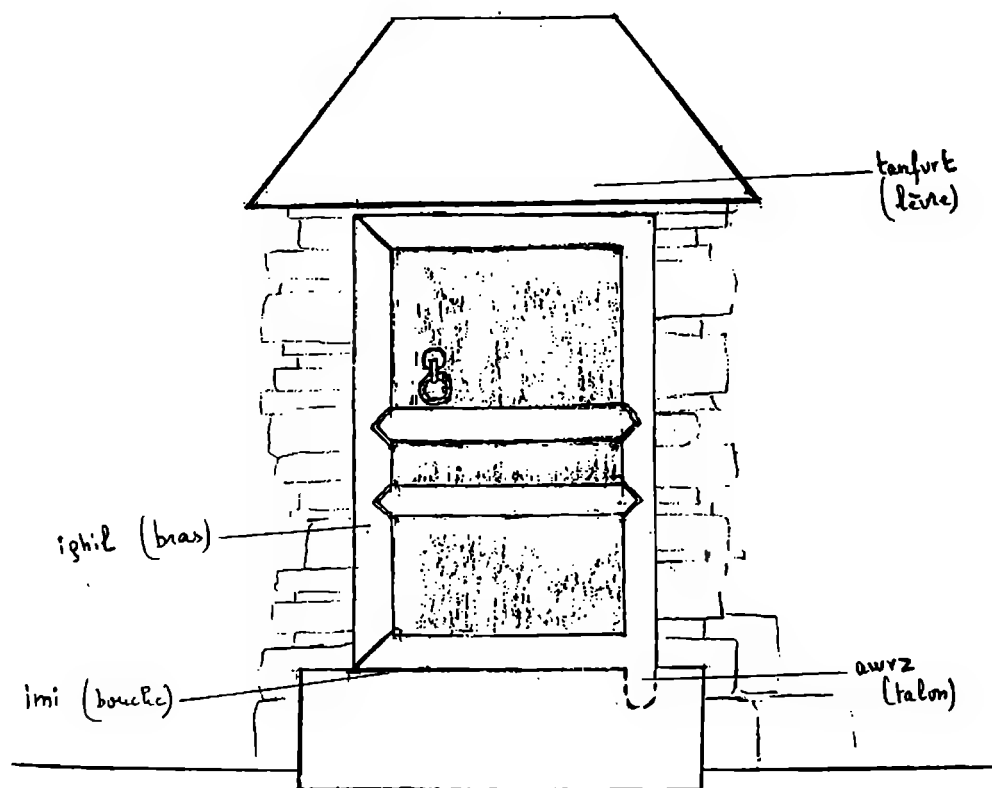 tanfurt
(lèvre)
ighil (bras)
imi (bouche)
awrz
(talon)